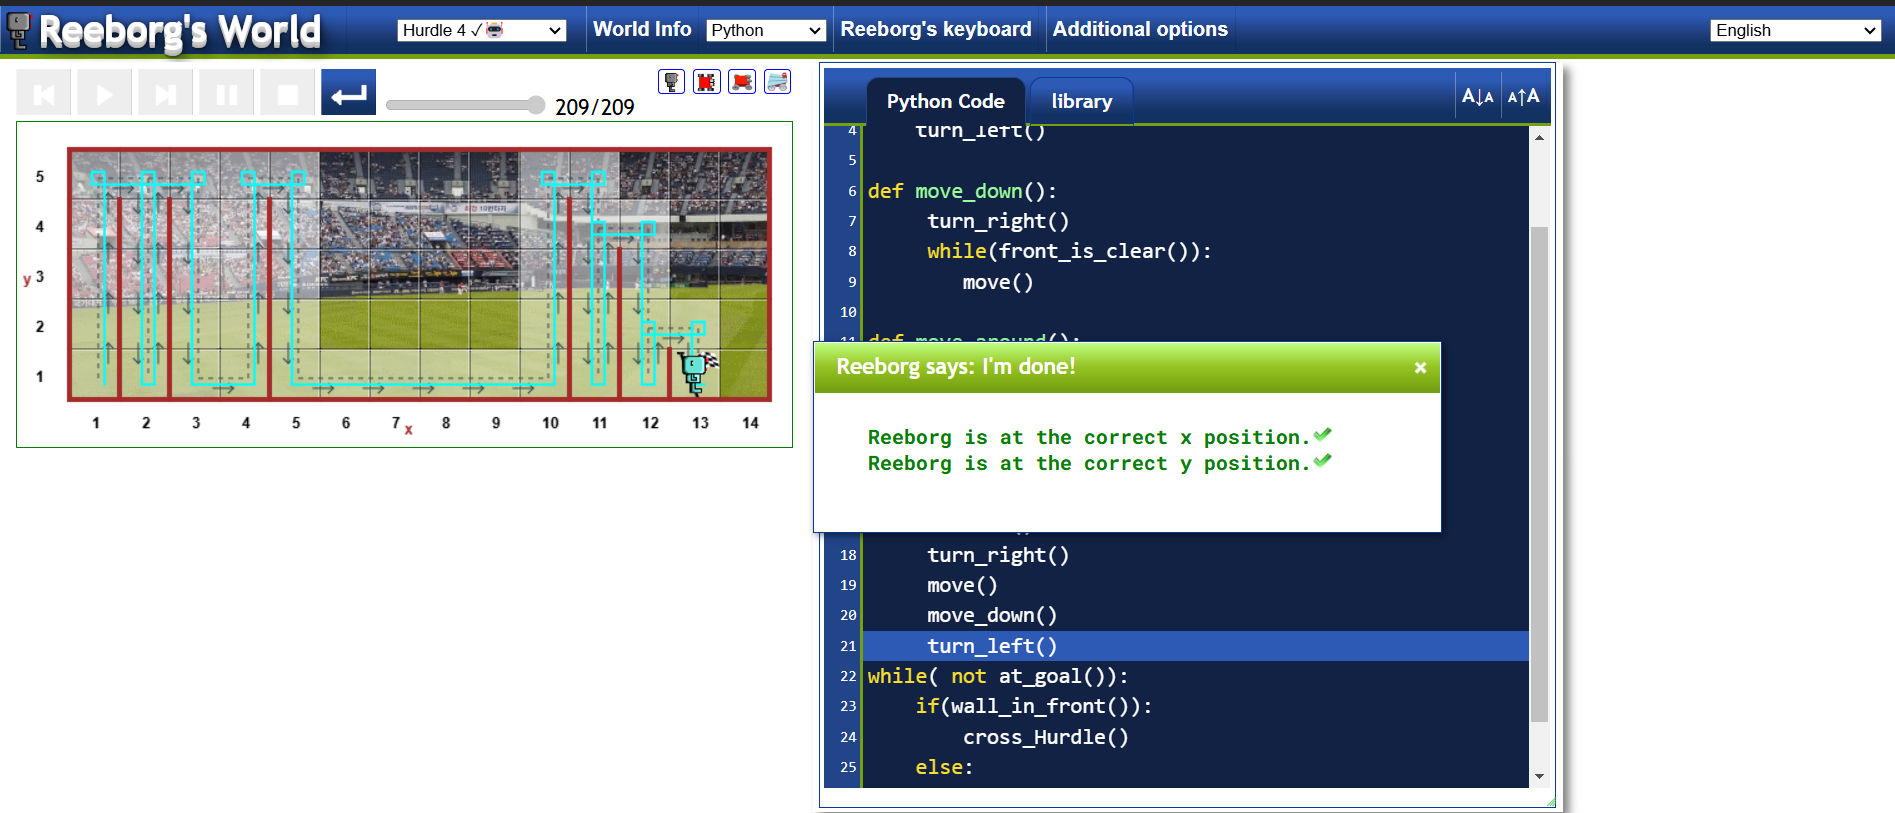 Reeborg's World
Hurdle 4 ✓
World Info
Python
Reeborg's keyboard
Additional options
English
209/209
5
4
y 3
2
1
1 2 3 4 5 6 7 x 8 9 10 11 12 13 14
Python Code
library
A↓A
A↑A
4 turn_left()
5
6 def move_down():
7 turn_right()
8 while(front_is_clear()):
9 move()
10
11 def move_around():
Reeborg says: I'm done!
×
Reeborg is at the correct x position.
Reeborg is at the correct y position.
18 turn_right()
19 move()
20 move_down()
21 turn_left()
22 while( not at_goal()):
23 if(wall_in_front()):
24 cross_Hurdle()
25 else: